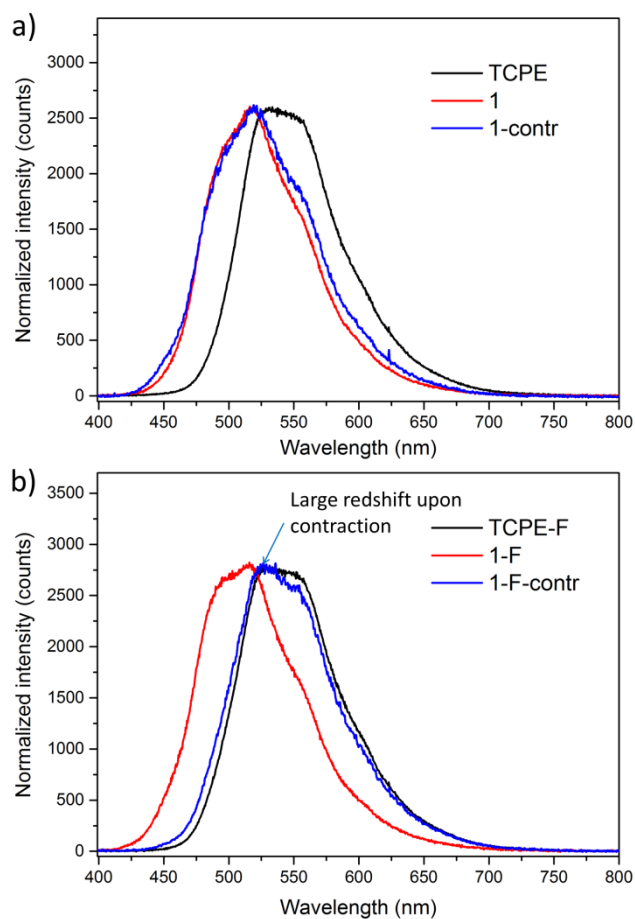 a)
3000
2500
2000
1500
1000
500
0
Normalized intensity (counts)
TCPE
1
1-contr
400 450 500 550 600 650 700 750 800
Wavelength (nm)
b)
3500
3000
2500
2000
1500
1000
500
0
Normalized intensity (counts)
Large redshift upon
contraction
TCPE-F
1-F
1-F-contr
400 450 500 550 600 650 700 750 800
Wavelength (nm)